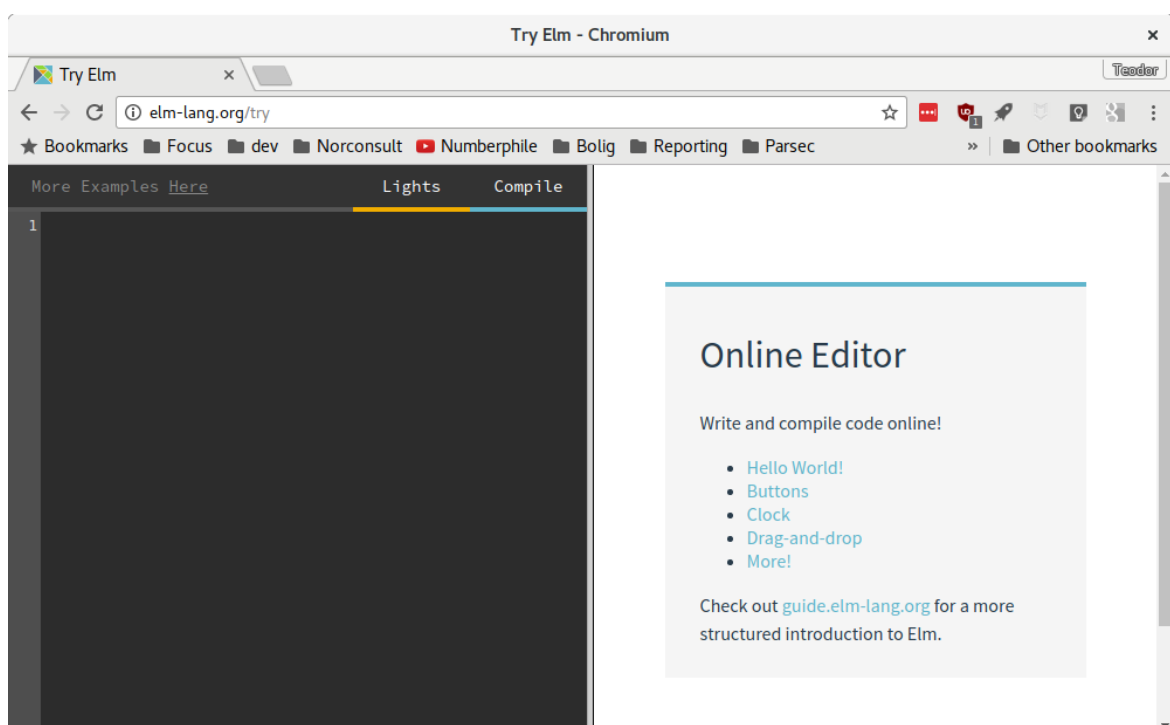 Try Elm - Chromium
Try Elm
Teodor
elm-lang.org/try
1
Bookmarks Focus dev Norconsult Numberphile Bolig Reporting Parsec » Other bookmarks
More Examples Here Lights Compile
1
Online Editor
Write and compile code online!
Hello World!
Buttons
Clock
Drag-and-drop
More!
Check out guide.elm-lang.org for a more
structured introduction to Elm.